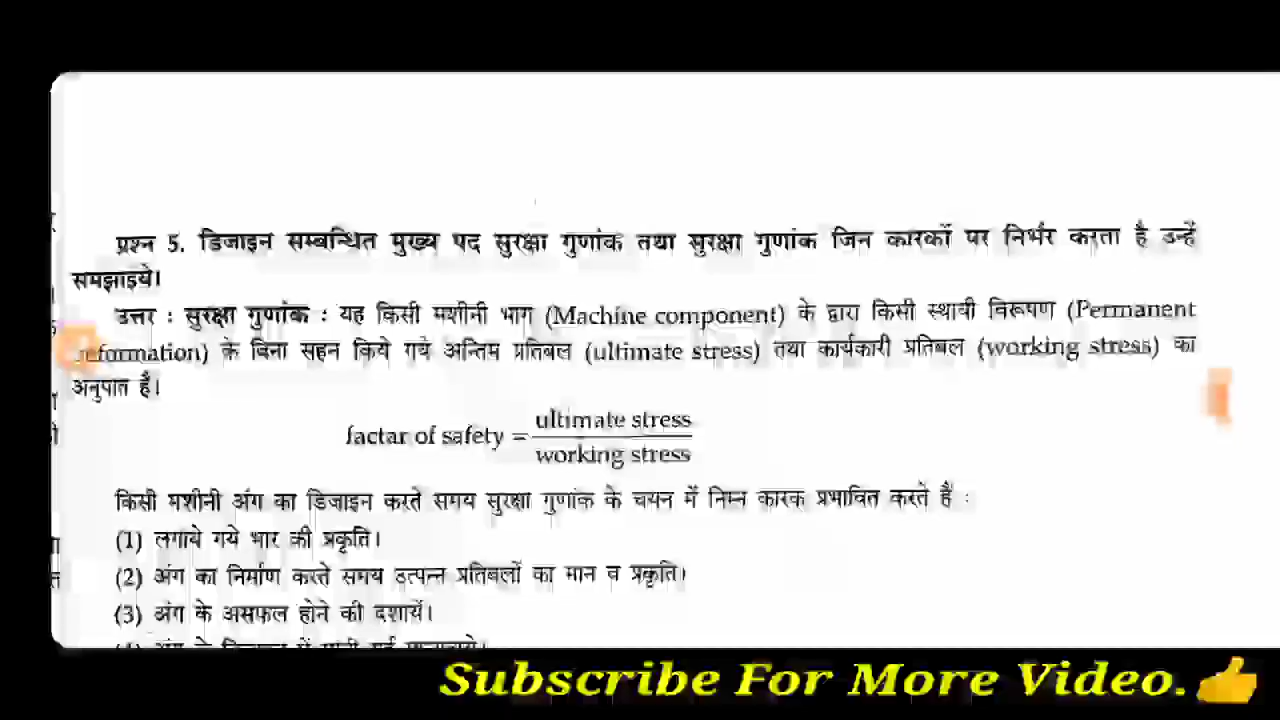 प्रश्न 5. डिजाइन सम्बन्धित मुख्य पद सुरक्षा गुणांक तथा सुरक्षा गुणांक जिन कारकों पर निर्भर करता है उन्हें
समझाइये।
उत्तर : सुरक्षा गुणांक : यह किसी मशीनी भाग (Machine component) के द्वारा किसी स्थायी विरूपण (Permanent
के बिना सहन किये गये अन्तिम प्रतिबल (ultimate stress) तथा कार्यकारी प्रतिबल (working stress) का
अनुपात है।
factar of safety = ultimate stress
working stress
किसी मशीनी अंग का डिजाइन करते समय सुरक्षा गुणांक के चयन में निम्न कारक प्रभावित करते हैं :
(1) लगाये गये भार की प्रकृति।
(2) अंग का निर्माण करते समय उत्पन्न प्रतिबलों का मान व प्रकृति।
(3) अंग के असफल होने की दशायें।
Subscribe For More Video.